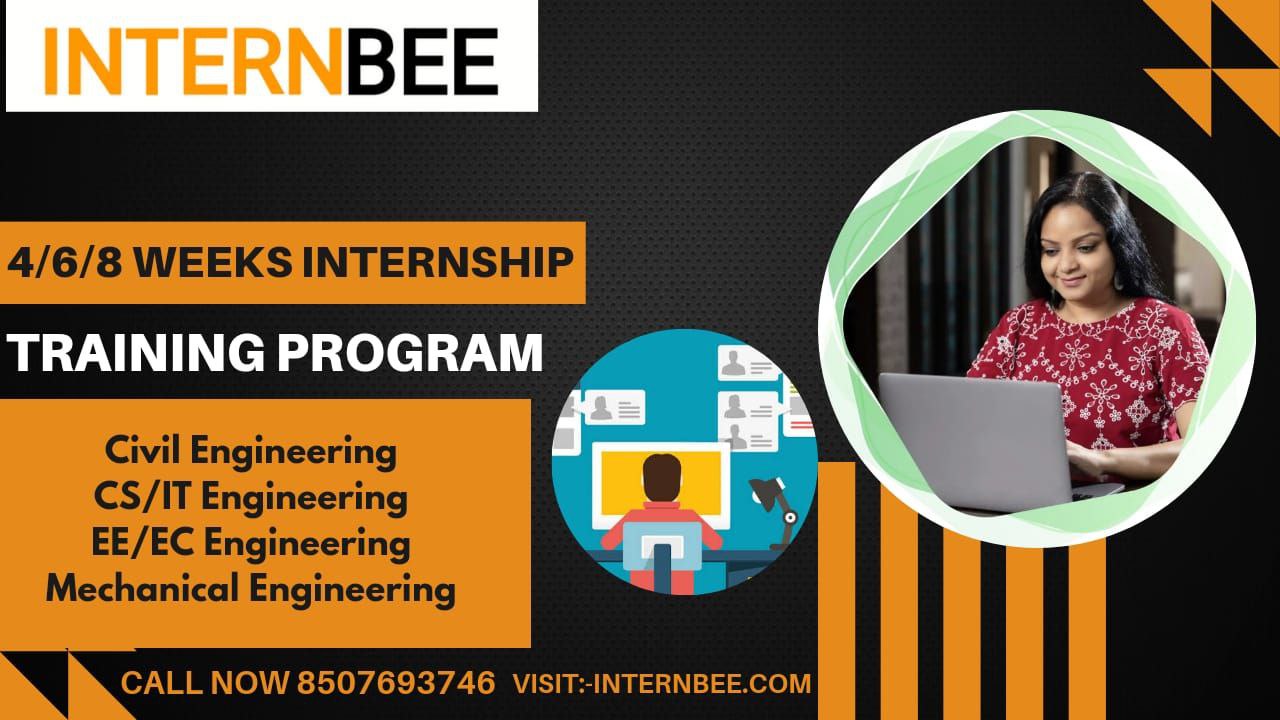 INTERNBEE
4/6/8 WEEKS INTERNSHIP
TRAINING PROGRAM
Civil Engineering
CS/IT Engineering
EE/EC Engineering
Mechanical Engineering
CALL NOW 8507693746 VISIT:-INTERNBEE.COM